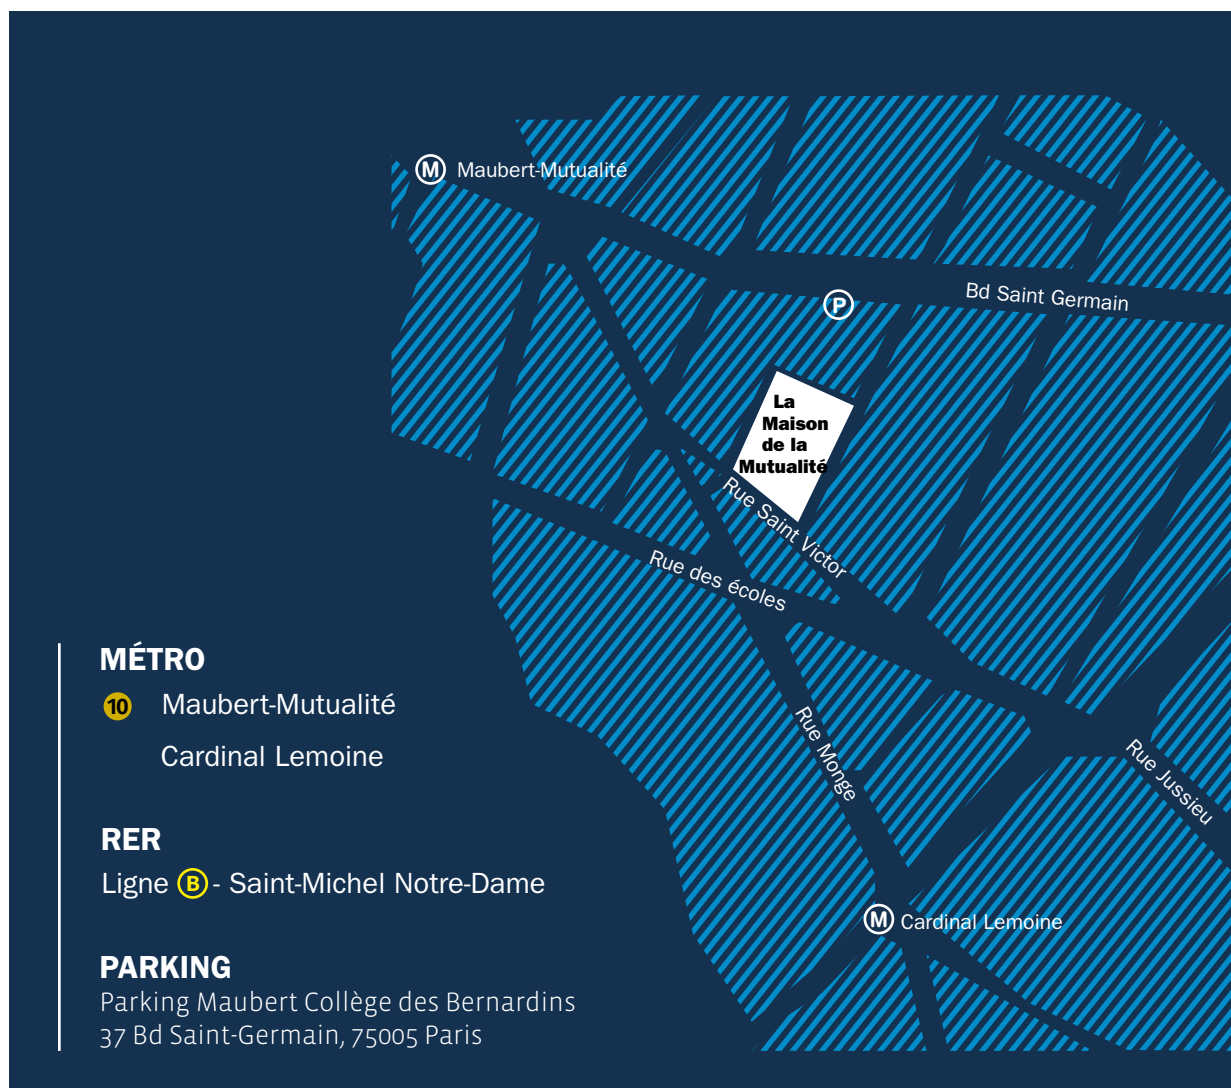 M Maubert-Mutualité
Bd Saint Germain
P
La
Maison
de la
Mutualité
Rue Saint Victor
Rue des écoles
Rue Monge
Rue Jussieu
M Cardinal Lemoine
MÉTRO
10 Maubert-Mutualité
Cardinal Lemoine
RER
Ligne B - Saint-Michel Notre-Dame
PARKING
Parking Maubert Collège des Bernardins
37 Bd Saint-Germain, 75005 Paris